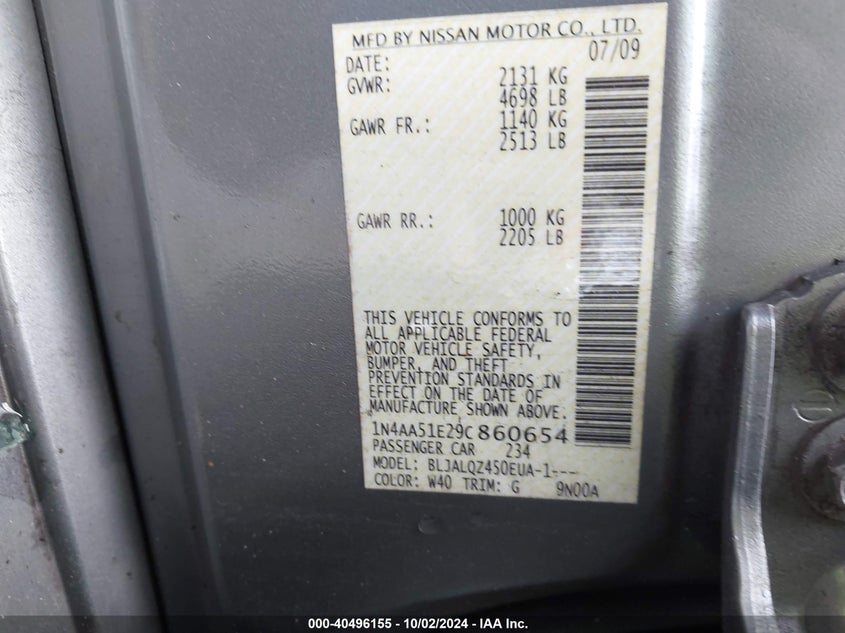 MFD BY NISSAN MOTOR CO., LTD.
DATE: 07/09
GVWR: 2131 KG
4698 LB
GAWR FR.: 1140 KG
2513 LB
GAWR RR.: 1000 KG
2205 LB
THIS VEHICLE CONFORMS TO
ALL APPLICABLE FEDERAL
MOTOR VEHICLE SAFETY,
BUMPER, AND THEFT
PREVENTION STANDARDS IN
EFFECT ON THE DATE OF
MANUFACTURE SHOWN ABOVE.
1N4AA51E29C860654
PASSENGER CAR 234
MODEL: BLJALQZ450EUA-1---
COLOR: W40 TRIM: G 9N00A
000-40496155 - 10/02/2024 - IAA Inc.